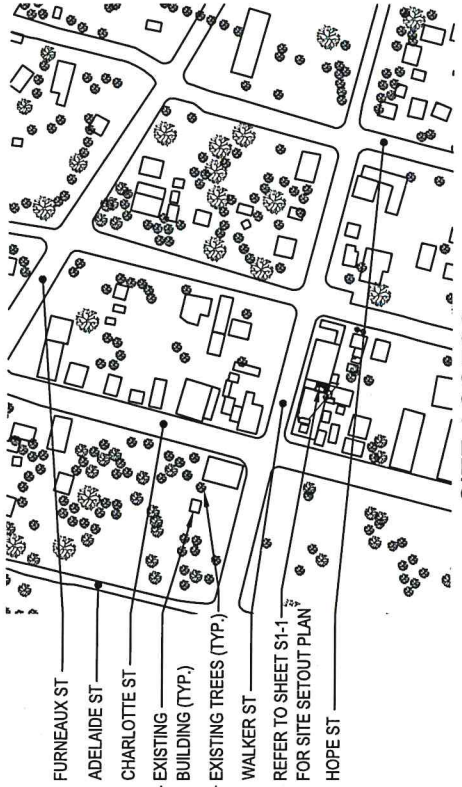 FURNEAUX ST
ADELAIDE ST
CHARLOTTE ST
EXISTING
BUILDING (TYP.)
EXISTING TREES (TYP.)
WALKER ST
REFER TO SHEET S1-1
FOR SITE SETOUT PLAN
HOPE ST